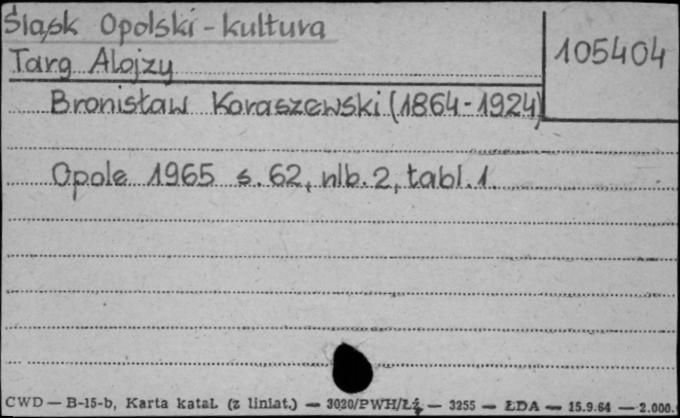 Śląsk Opolski - kultura
105404
Targ Alojzy
Bronisław Koraszewski (1864-1924)
Opole 1965 s. 62, nlb. 2, tabl. 1.
CWD — B-15-b, Karta katal. (z liniat.) — 3020/PWH/Łź — 3255 — ŁDA — 15.9.64 — 2.000.